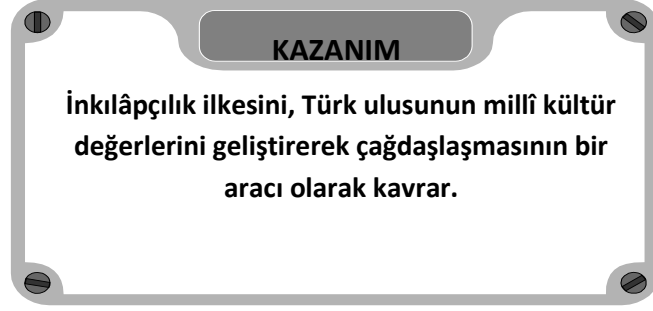 KAZANIM
İnkılâpçılık ilkesini, Türk ulusunun millî kültür
değerlerini geliştirerek çağdaşlaşmasının bir
aracı olarak kavrar.